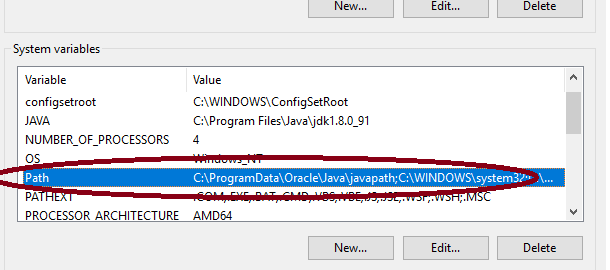 New... Edit... Delete
System variables
Variable Value
configsetroot C:\WINDOWS\ConfigSetRoot
JAVA C:\Program Files\Java\jdk1.8.0_91
NUMBER_OF_PROCESSORS 4
OS Windows_NT
Path C:\ProgramData\Oracle\Java\javapath;C:\WINDOWS\system32
PATHEXT .COM;.EXE;.BAT;.CMD;.VBS;.VBE;.JS;.JSE;.WSF;.WSH;.MSC
PROCESSOR_ARCHITECTURE AMD64
New... Edit... Delete